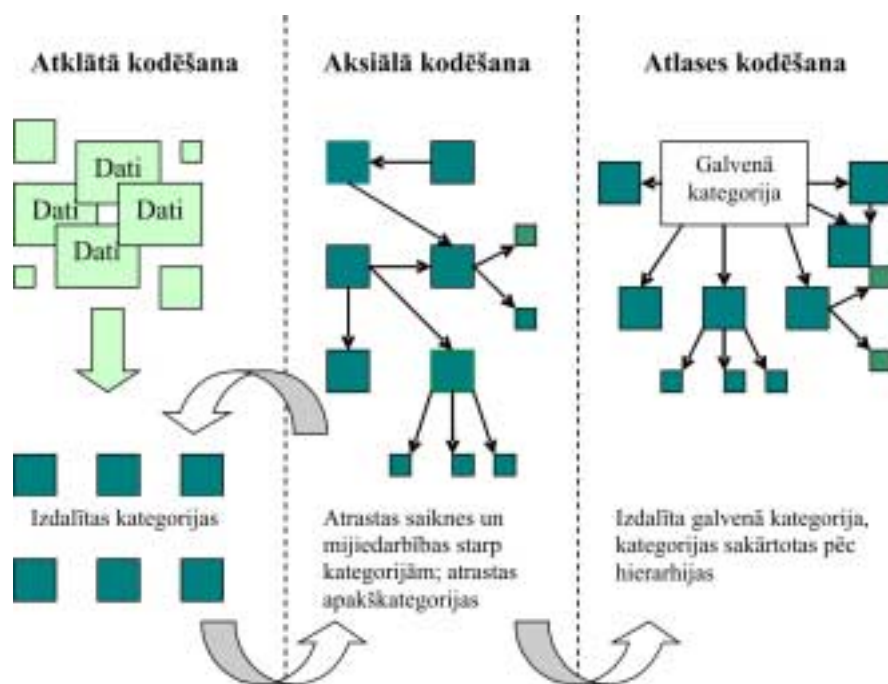 Atklātā kodēšana
Dati
Dati
Dati
Dati
Izdalītas kategorijas
Aksiālā kodēšana
Atrastas saiknes un
mijiedarbības starp
kategorijām; atrastas
apakškategorijas
Atlases kodēšana
Galvenā
kategorija
Izdalīta galvenā kategorija,
kategorijas sakārtotas pēc
hierarhijas